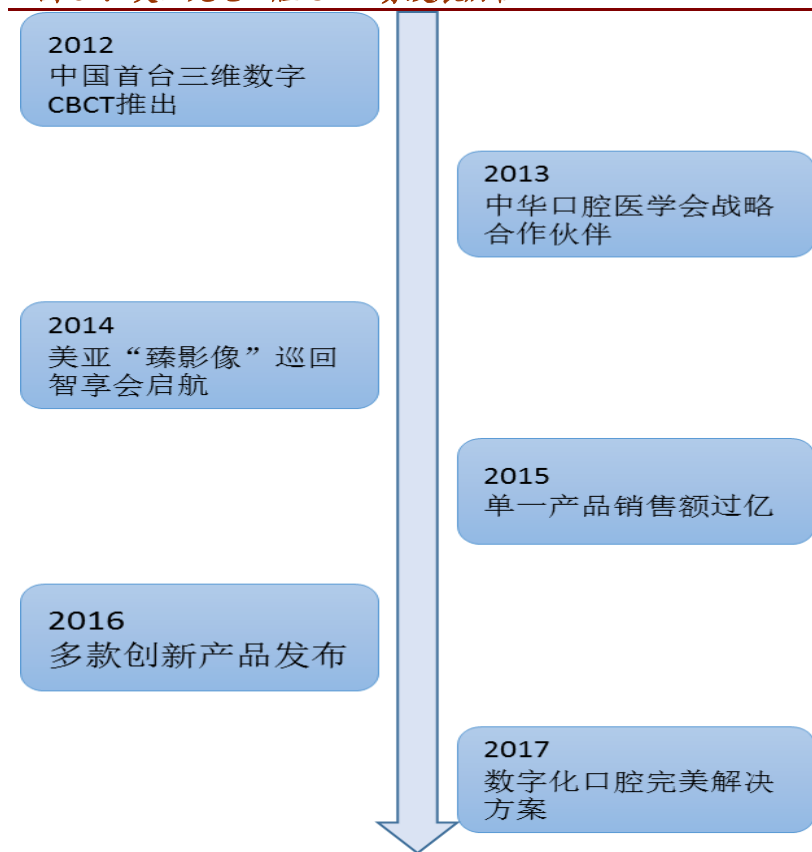 2012
中国首台三维数字
CBCT推出
2013
中华口腔医学会战略
合作伙伴
2014
美亚“臻影像”巡回
智享会启航
2015
单一产品销售额过亿
2016
多款创新产品发布
2017
数字化口腔完美解决
方案